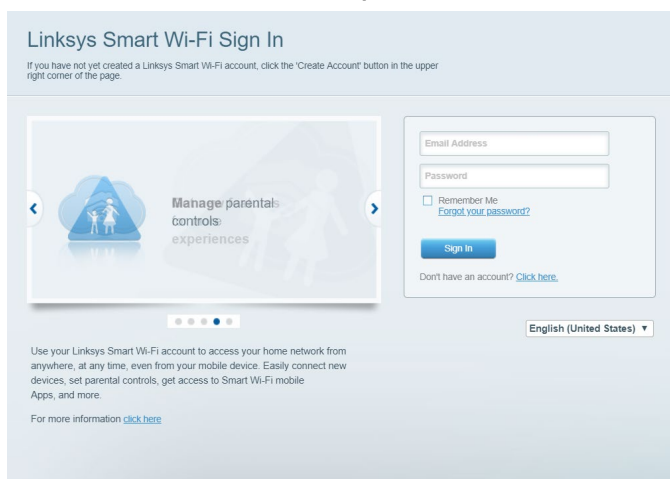 Linksys Smart Wi-Fi Sign In
If you have not yet created a Linksys Smart Wi-Fi account, click the 'Create Account' button in the upper
right corner of the page.
Manage parental
controls
experiences
Email Address
Password
Remember Me
Forgot your password?
Sign In
Don't have an account? Click here.
English (United States)
Use your Linksys Smart Wi-Fi account to access your home network from
anywhere, at any time, even from your mobile device. Easily connect new
devices, set parental controls, get access to Smart Wi-Fi mobile
Apps, and more.
For more information click here